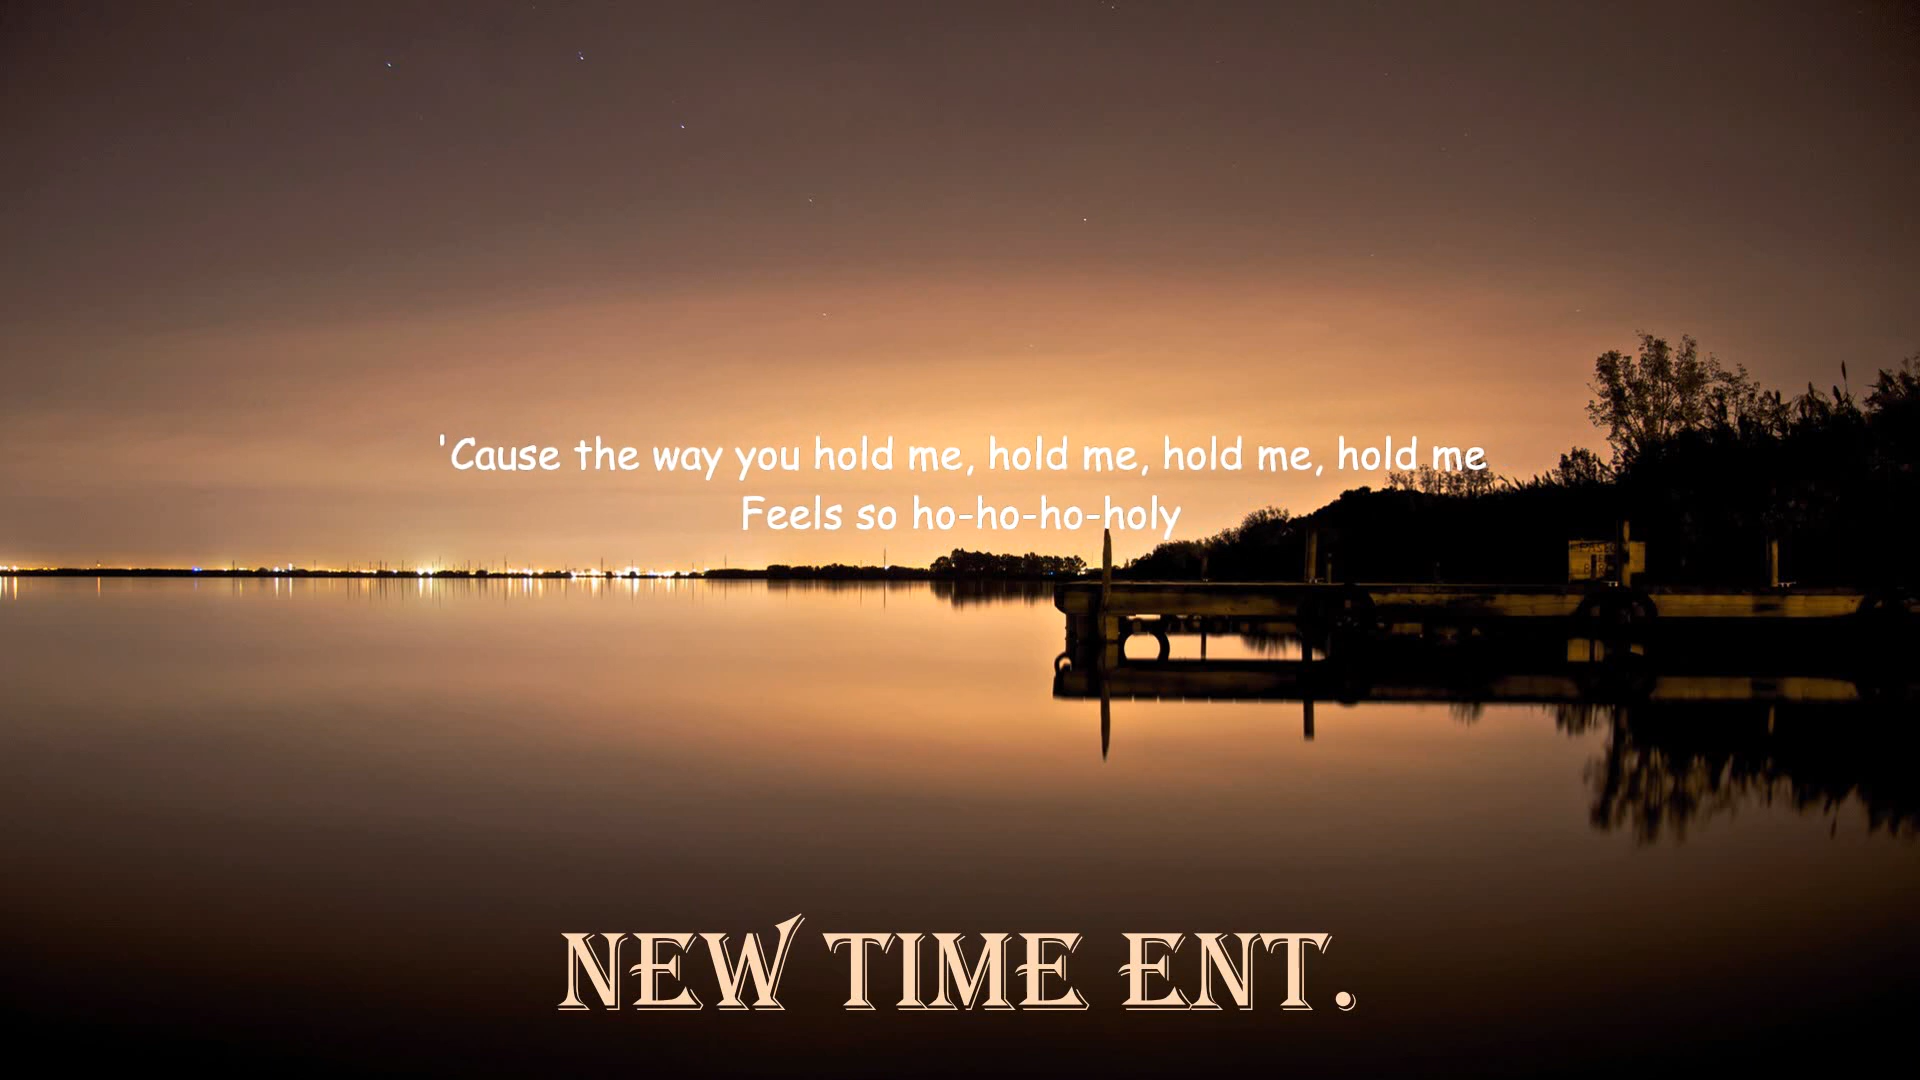 'Cause the way you hold me, hold me, hold me, hold me
Feels so ho-ho-ho-holy
NEW TIME ENT.